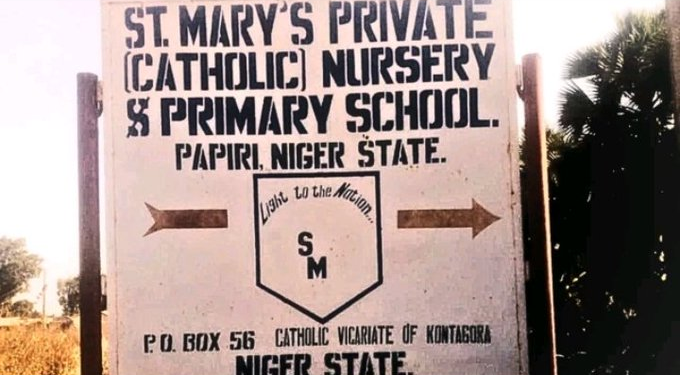 ST. MARY'S PRIVATE
(CATHOLIC) NURSERY
& PRIMARY SCHOOL.
PAPIRI, NIGER STATE.
Light to the Nation...
S
M
P.O. BOX 56 CATHOLIC VICARIATE OF KONTAGORA
NIGER STATE.